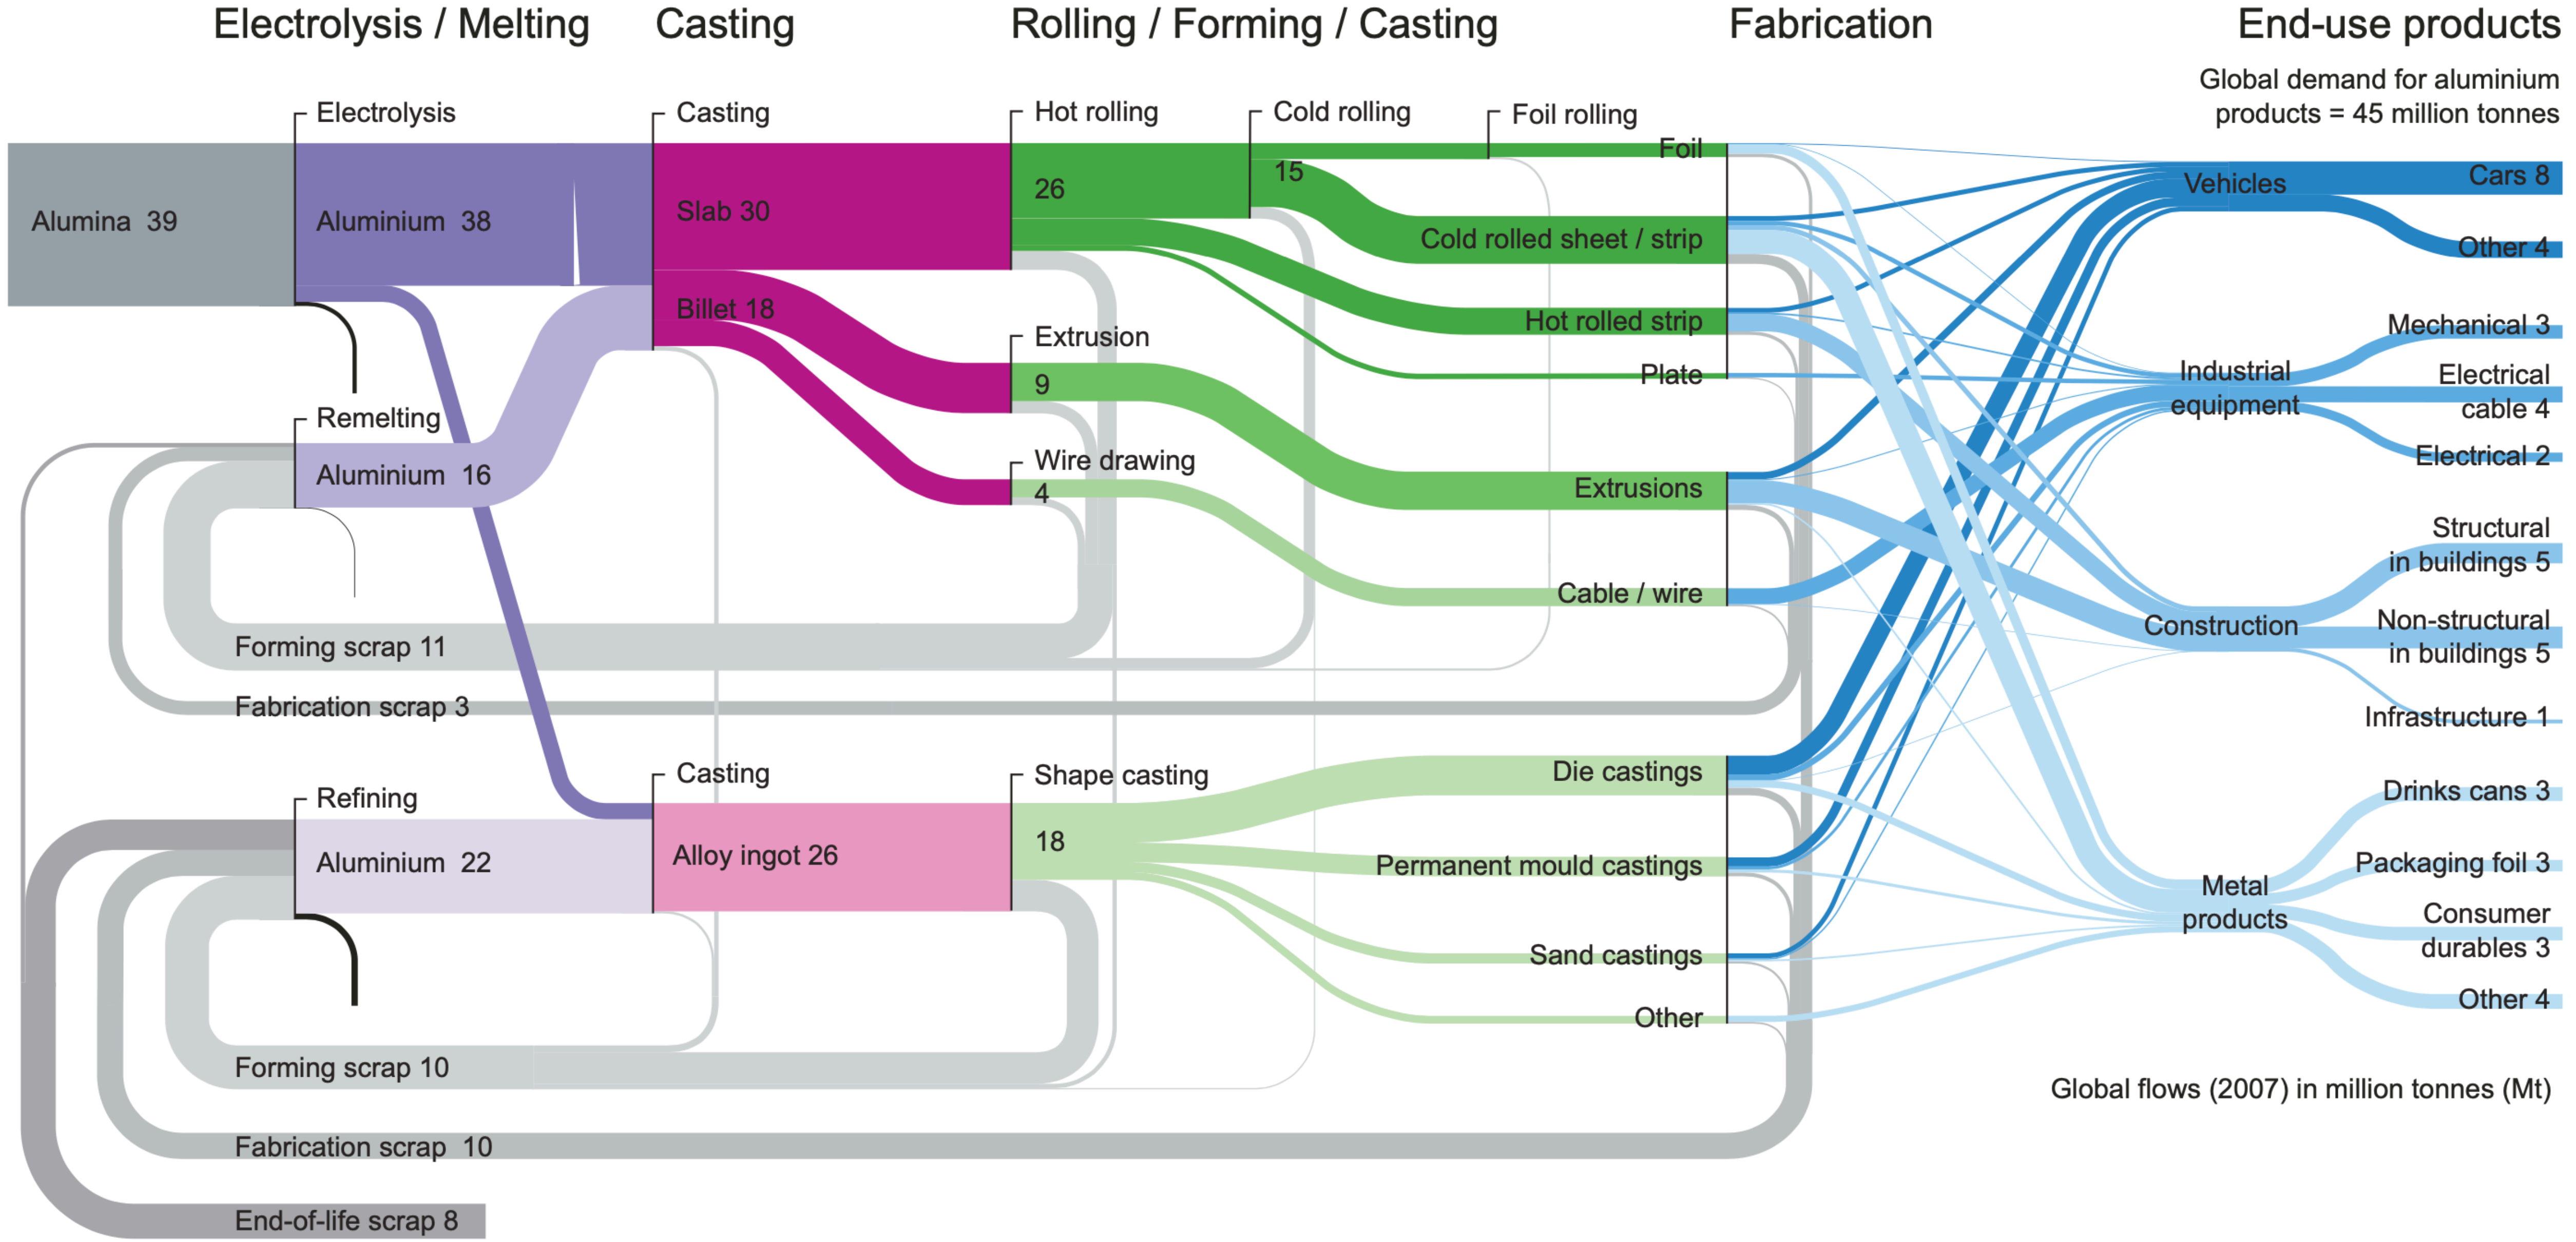 Electrolysis / Melting
Casting
Rolling / Forming / Casting
Fabrication
End-use products
Global demand for aluminium
products = 45 million tonnes
Electrolysis
Casting
Hot rolling
Cold rolling
Foil rolling
Foil
Alumina 39
Aluminium 38
Slab 30
26
15
Cold rolled sheet / strip
Vehicles
Cars 8
Other 4
Billet 18
Hot rolled strip
Mechanical 3
Extrusion
9
Plate
Industrial
equipment
Electrical
cable 4
Remelting
Aluminium 16
Wire drawing
4
Extrusions
Electrical 2
Cable / wire
Structural
in buildings 5
Construction
Non-structural
in buildings 5
Forming scrap 11
Fabrication scrap 3
Infrastructure 1
Refining
Aluminium 22
Casting
Alloy ingot 26
Shape casting
18
Die castings
Permanent mould castings
Sand castings
Other
Drinks cans 3
Metal
products
Packaging foil 3
Consumer
durables 3
Other 4
Forming scrap 10
Global flows (2007) in million tonnes (Mt)
Fabrication scrap 10
End-of-life scrap 8